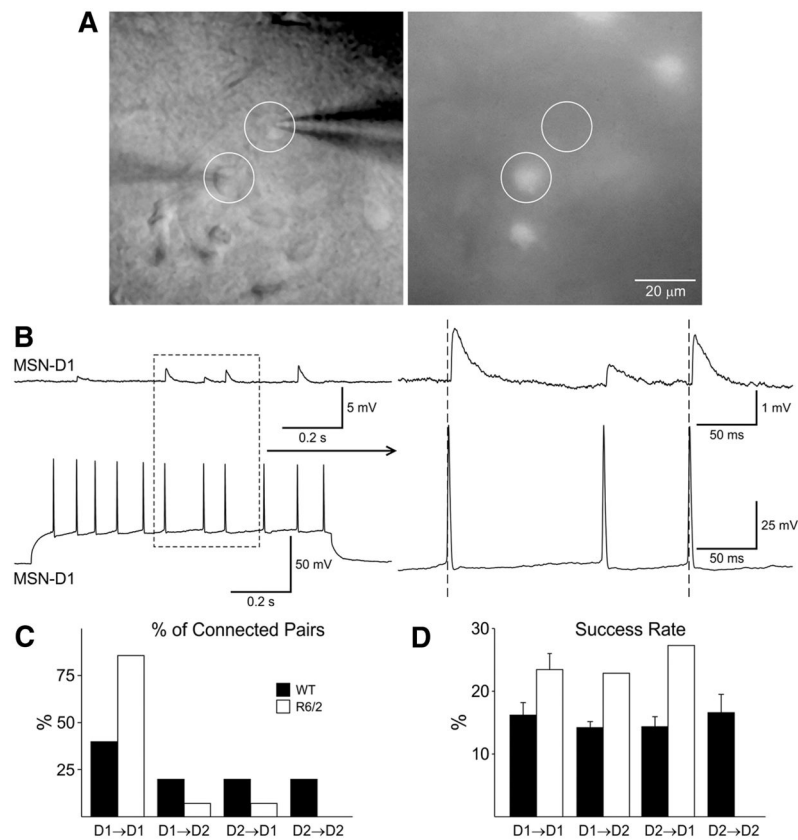 A
20 μm
B
MSN-D1
5 mV
0.2 s
1 mV
50 ms
MSN-D1
50 mV
0.2 s
25 mV
50 ms
C
% of Connected Pairs
%
75
50
25
WT
R6/2
D1→D1 D1→D2 D2→D1 D2→D2
D
Success Rate
%
30
20
10
D1→D1 D1→D2 D2→D1 D2→D2